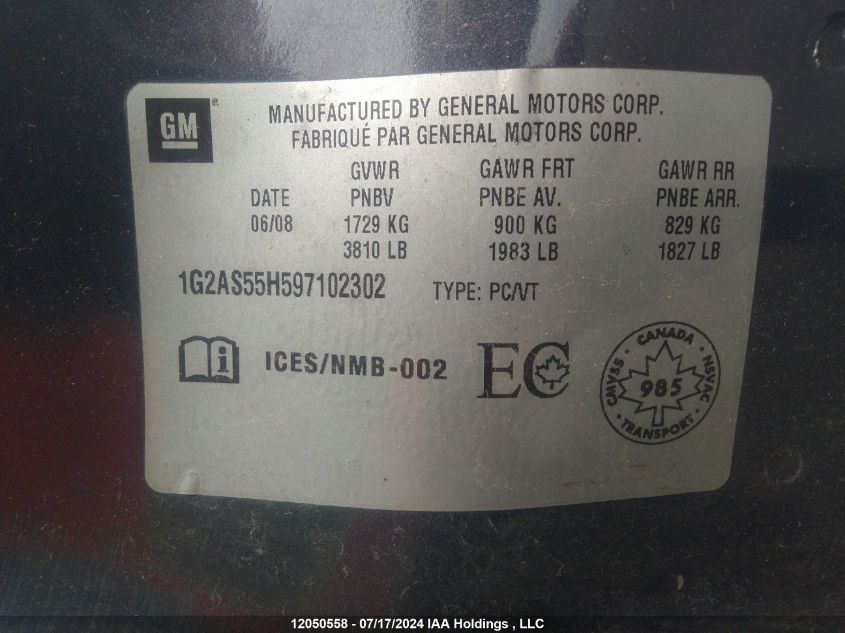 GM ®
MANUFACTURED BY GENERAL MOTORS CORP.
FABRIQUÉ PAR GENERAL MOTORS CORP.
GVWR GAWR FRT GAWR RR
DATE PNBV PNBE AV. PNBE ARR.
06/08 1729 KG 900 KG 829 KG
3810 LB 1983 LB 1827 LB
1G2AS55H597102302 TYPE: PC/VT
i ICES/NMB-002 EC
CANADA
CMVSS 985 NSVAC
TRANSPORT
12050558 - 07/17/2024 IAA Holdings , LLC